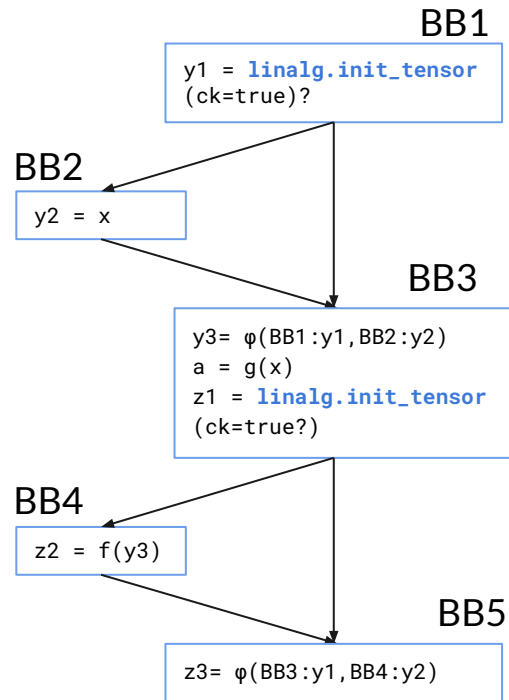 BB1
y1 = linalg.init_tensor
(ck=true)?
BB2
y2 = x
BB3
y3= φ(BB1:y1,BB2:y2)
a = g(x)
z1 = linalg.init_tensor
(ck=true?)
BB4
z2 = f(y3)
BB5
z3= φ(BB3:y1,BB4:y2)